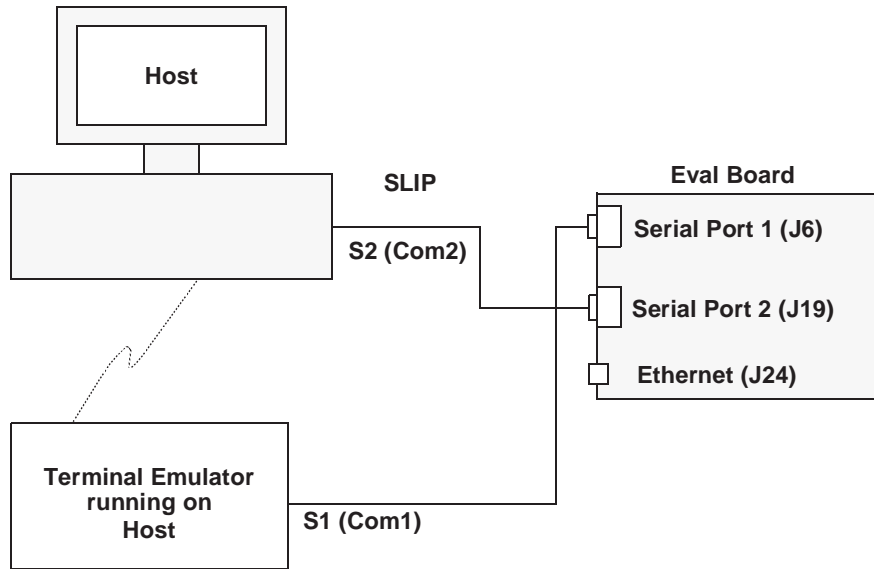 Host
SLIP
S2 (Com2)
Eval Board
Serial Port 1 (J6)
Serial Port 2 (J19)
Ethernet (J24)
Terminal Emulator
running on
Host
S1 (Com1)